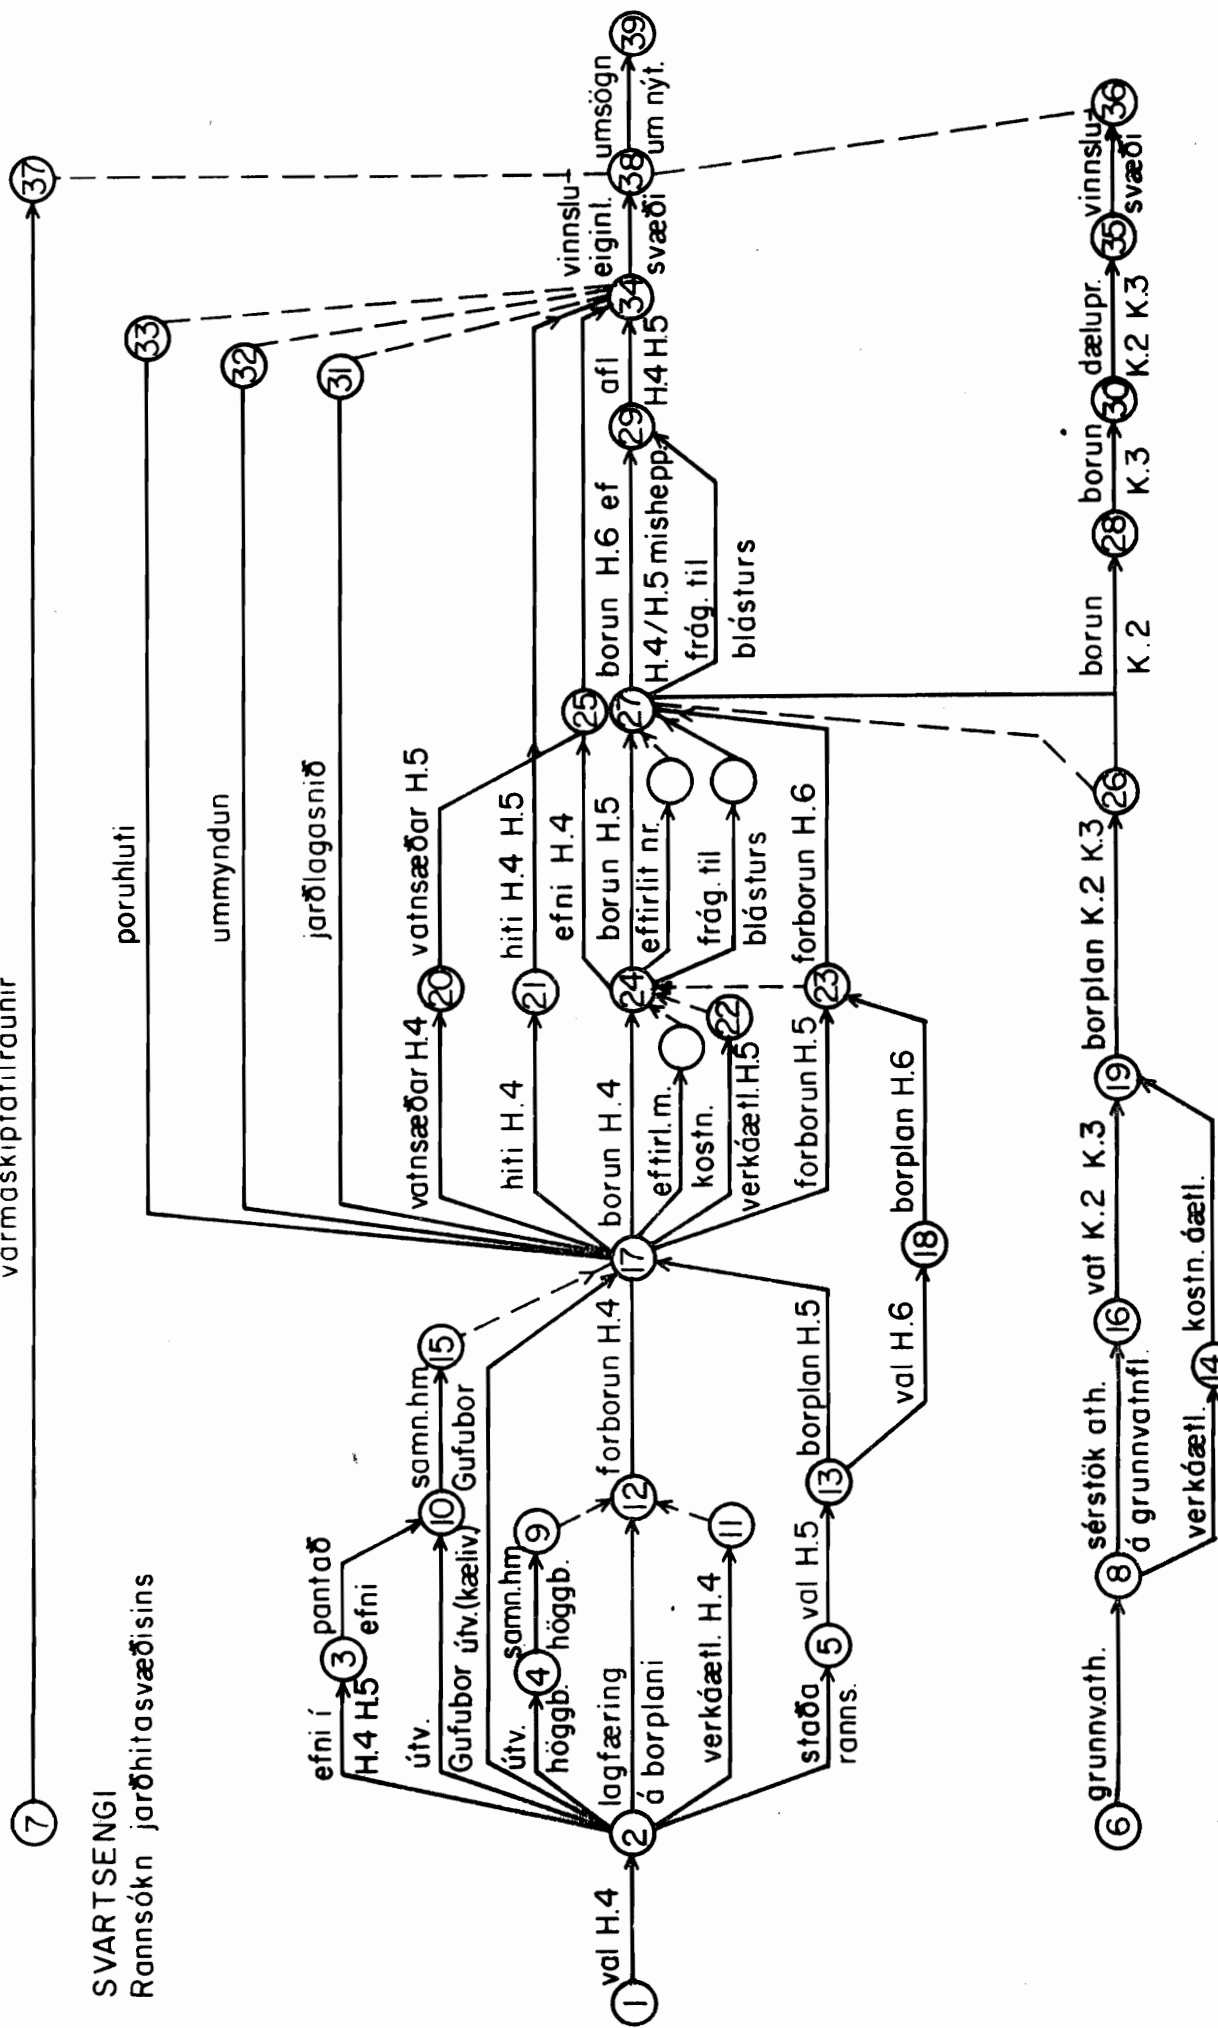 varmaskiptatilraunir
7
37
SVARTSENGI
Rannsókn jarðhitasvæðisins
poruhluti
33
ummyndun
32
jarðlagasnið
31
efni í
H.4 H.5
3
pantað
efni
útv.
Gufubor
10
samn.hm
Gufubor
15
útv.(kæliv)
vatnsæðar H.4
20
vatnsæðar H.5
hiti H.4
21
hiti H.4 H.5
efni H.4
25
útv.
höggb.
4
samn.hm
höggb.
9
1
val H.4
2
lagfæring
á borplani
12
forborun H.4
17
borun H.4
24
borun H.5
27
borun H.6 ef
H.4/H.5 mishepp.
29
afl
H.4 H.5
34
vinnslu-
eiginl.
svæði
38
umsögn
um nýt.
39
eftirl.m.
kostn.
eftirlit nr.
verkáætl. H.4
11
verkáætl. H.5
22
frág. til
blásturs
frág. til
blásturs
staða
ranns.
5
val H.5
13
borplan H.5
forborun H.5
23
forborun H.6
val H.6
18
borplan H.6
6
grunnv.ath.
8
sérstök ath.
á grunnvatnfl.
16
vat K.2 K.3
19
borplan K.2 K.3
26
borun
K.2
28
borun
K.3
30
dælupr.
K.2 K.3
35
vinnslu-
svæði
36
verkáætl.
14
kostn.áætl.